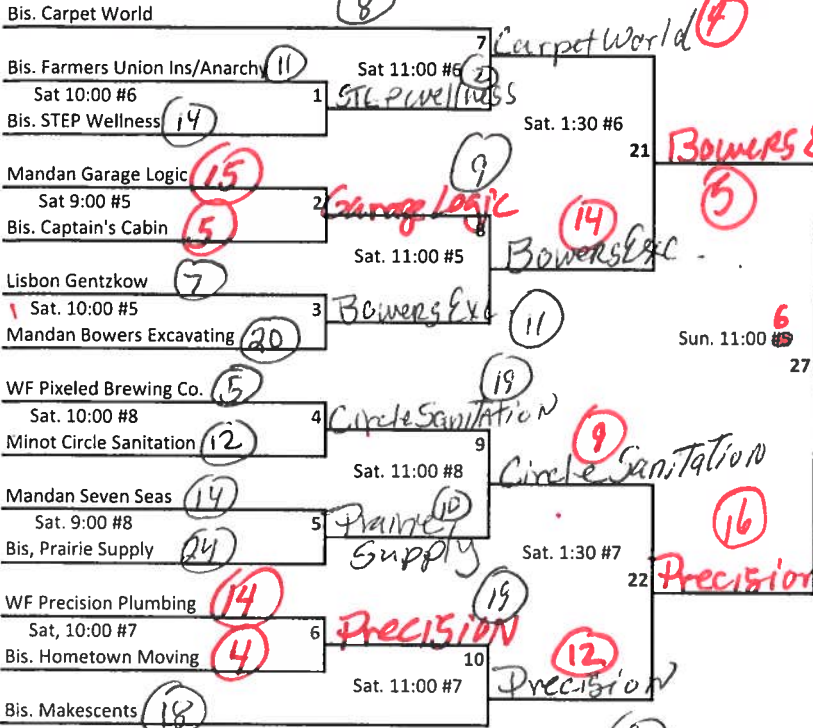 Bis. Carpet World 8
7 Carpet World 4
Bis. Farmers Union Ins/Anarchy 11
Sat 11:00 #6 2
Sat 10:00 #6 1 STEP Wellness
Bis. STEP Wellness 14
Sat. 1:30 #6
21 Bowers
5
Mandan Garage Logic 15
9
Sat 9:00 #5 2 Garage Logic
Bis. Captain's Cabin 5
8
14
Sat. 11:00 #5
Bowers Exc.
Lisbon Gentzkow 7
Sat. 10:00 #5 3 Bowers Exc
11
Mandan Bowers Excavating 20
6
Sun. 11:00
27
WF Pixeled Brewing Co. 5
19
Sat. 10:00 #8 4 Circle Sanitation
Minot Circle Sanitation 12
9
9
Sat. 11:00 #8
Circle Sanitation
Mandan Seven Seas 14
10
Sat. 9:00 #8 5 Prairie
Supply
Bis, Prairie Supply 24
16
Sat. 1:30 #7
22 Precision
WF Precision Plumbing 14
19
Sat, 10:00 #7 6 Precision
Bis. Hometown Moving 4
10
12
Sat. 11:00 #7
Precision
Bis. Makescents 18